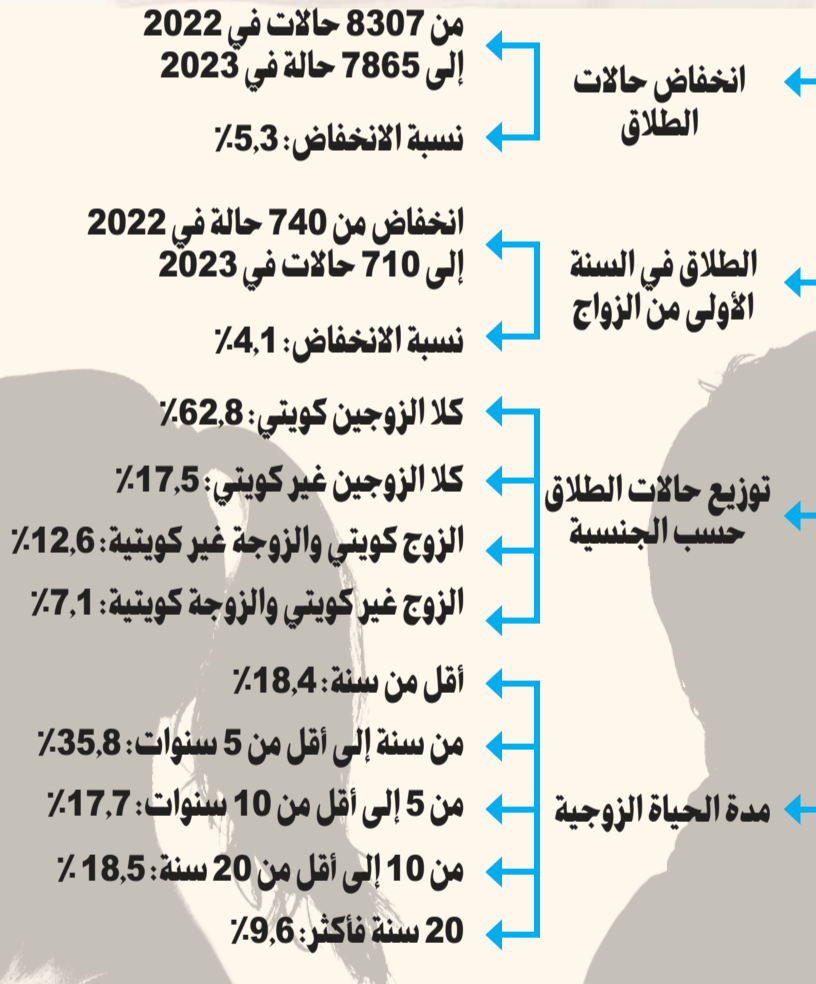 انخفاض حالات
الطلاق
من 8307 حالات في 2022
إلى 7865 حالة في 2023
نسبة الانخفاض: 5,3٪
الطلاق في السنة
الأولى من الزواج
انخفاض من 740 حالة في 2022
إلى 710 حالات في 2023
نسبة الانخفاض: 4,1٪
توزيع حالات الطلاق
حسب الجنسية
كلا الزوجين كويتي: 62,8٪
كلا الزوجين غير كويتي: 17,5٪
الزوج كويتي والزوجة غير كويتية: 12,6٪
الزوج غير كويتي والزوجة كويتية: 7,1٪
مدة الحياة الزوجية
أقل من سنة: 18,4٪
من سنة إلى أقل من 5 سنوات: 35,8٪
من 5 إلى أقل من 10 سنوات: 17,7٪
من 10 إلى أقل من 20 سنة: 18,5 ٪
20 سنة فأكثر: 9,6٪